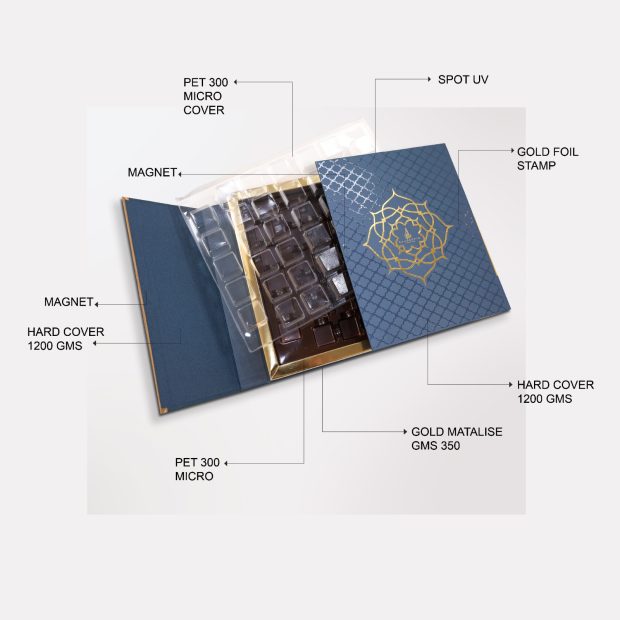 PET 300
MICRO
COVER
SPOT UV
MAGNET
GOLD FOIL
STAMP
MAGNET
HARD COVER
1200 GMS
HARD COVER
1200 GMS
GOLD MATALISE
GMS 350
PET 300
MICRO